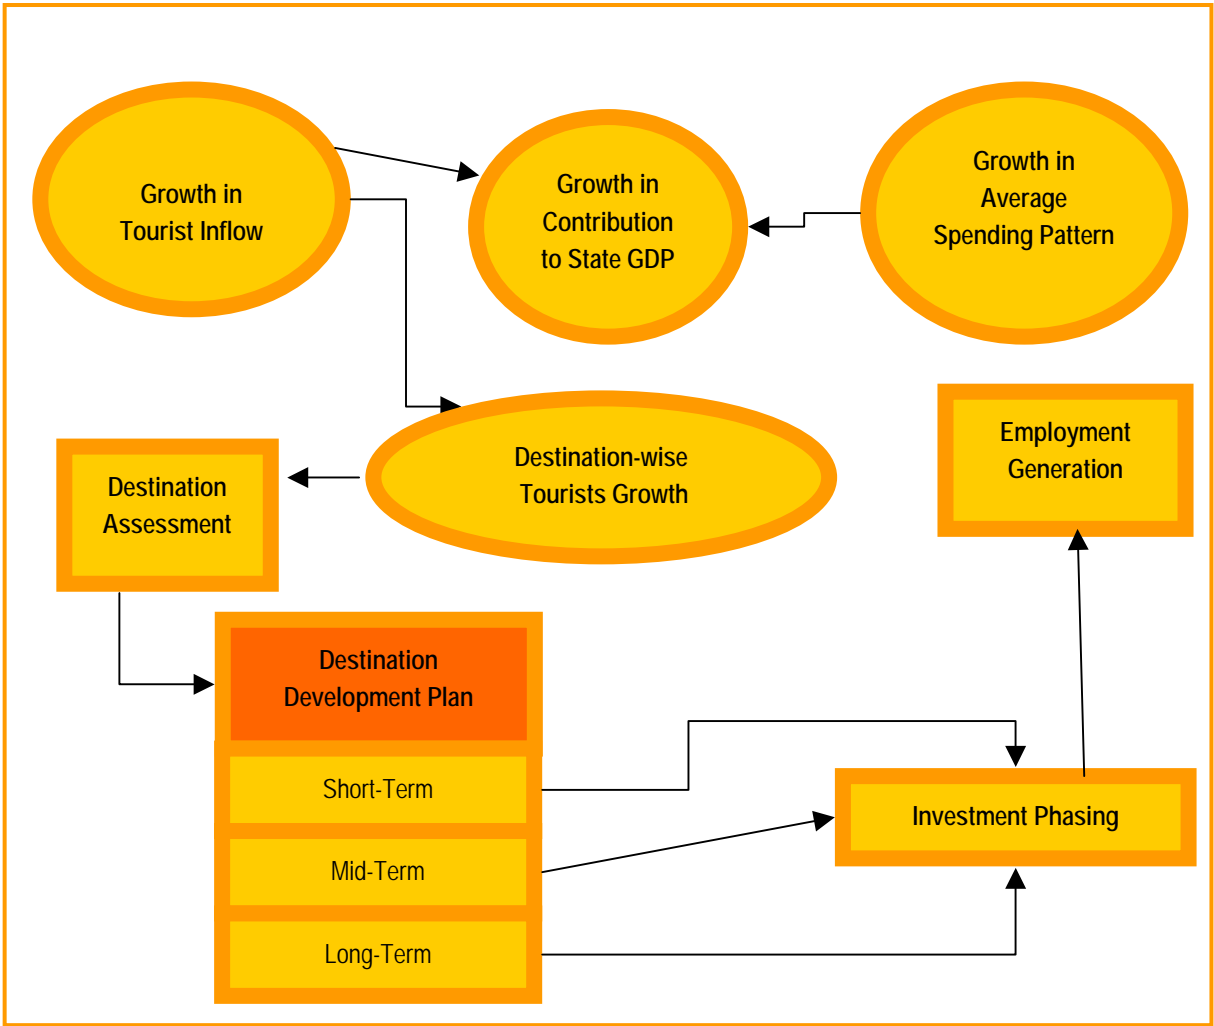 Growth in
Tourist Inflow
Growth in
Contribution
to State GDP
Growth in
Average
Spending Pattern
Destination-wise
Tourists Growth
Employment
Generation
Destination
Assessment
Destination
Development Plan
Short-Term
Mid-Term
Long-Term
Investment Phasing